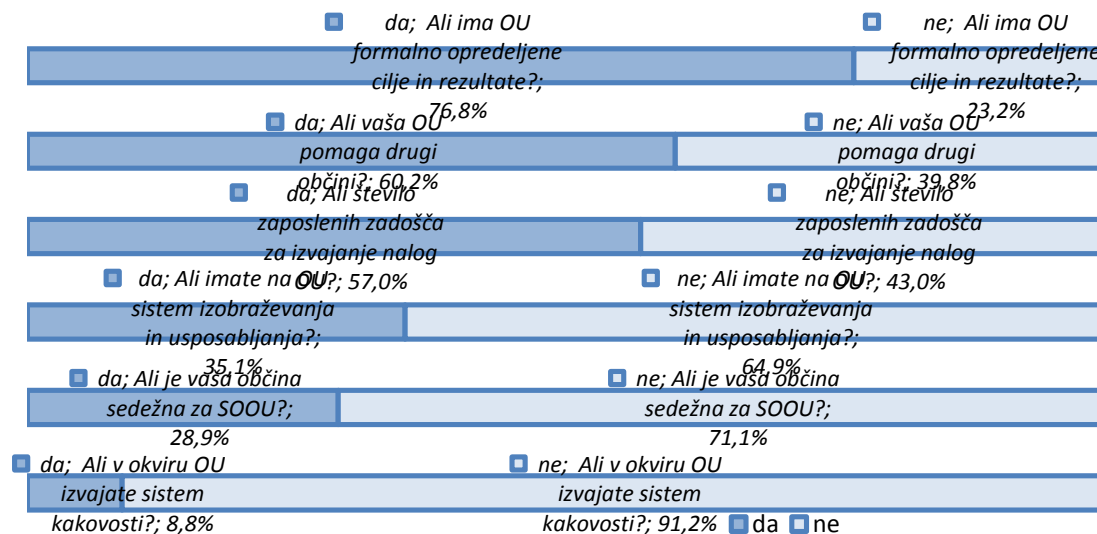 da;  Ali ima OU
formalno opredeljene
cilje in rezultate?;
76,8%
ne;  Ali ima OU
formalno opredeljene
cilje in rezultate?;
23,2%
da; Ali vaša OU
pomaga drugi
občini?; 60,2%
ne; Ali vaša OU
pomaga drugi
občini?; 39,8%
da; Ali število
zaposlenih zadošča
za izvajanje nalog
OU?; 57,0%
ne; Ali število
zaposlenih zadošča
za izvajanje nalog
OU?; 43,0%
da; Ali imate na OU
sistem izobraževanja
in usposabljanja?;
35,1%
ne; Ali imate na OU
sistem izobraževanja
in usposabljanja?;
64,9%
da; Ali je vaša občina
sedežna za SOOU?;
28,9%
ne; Ali je vaša občina
sedežna za SOOU?;
71,1%
da;  Ali v okviru OU
izvajate sistem
kakovosti?; 8,8%
ne;  Ali v okviru OU
izvajate sistem
kakovosti?; 91,2%
da
ne